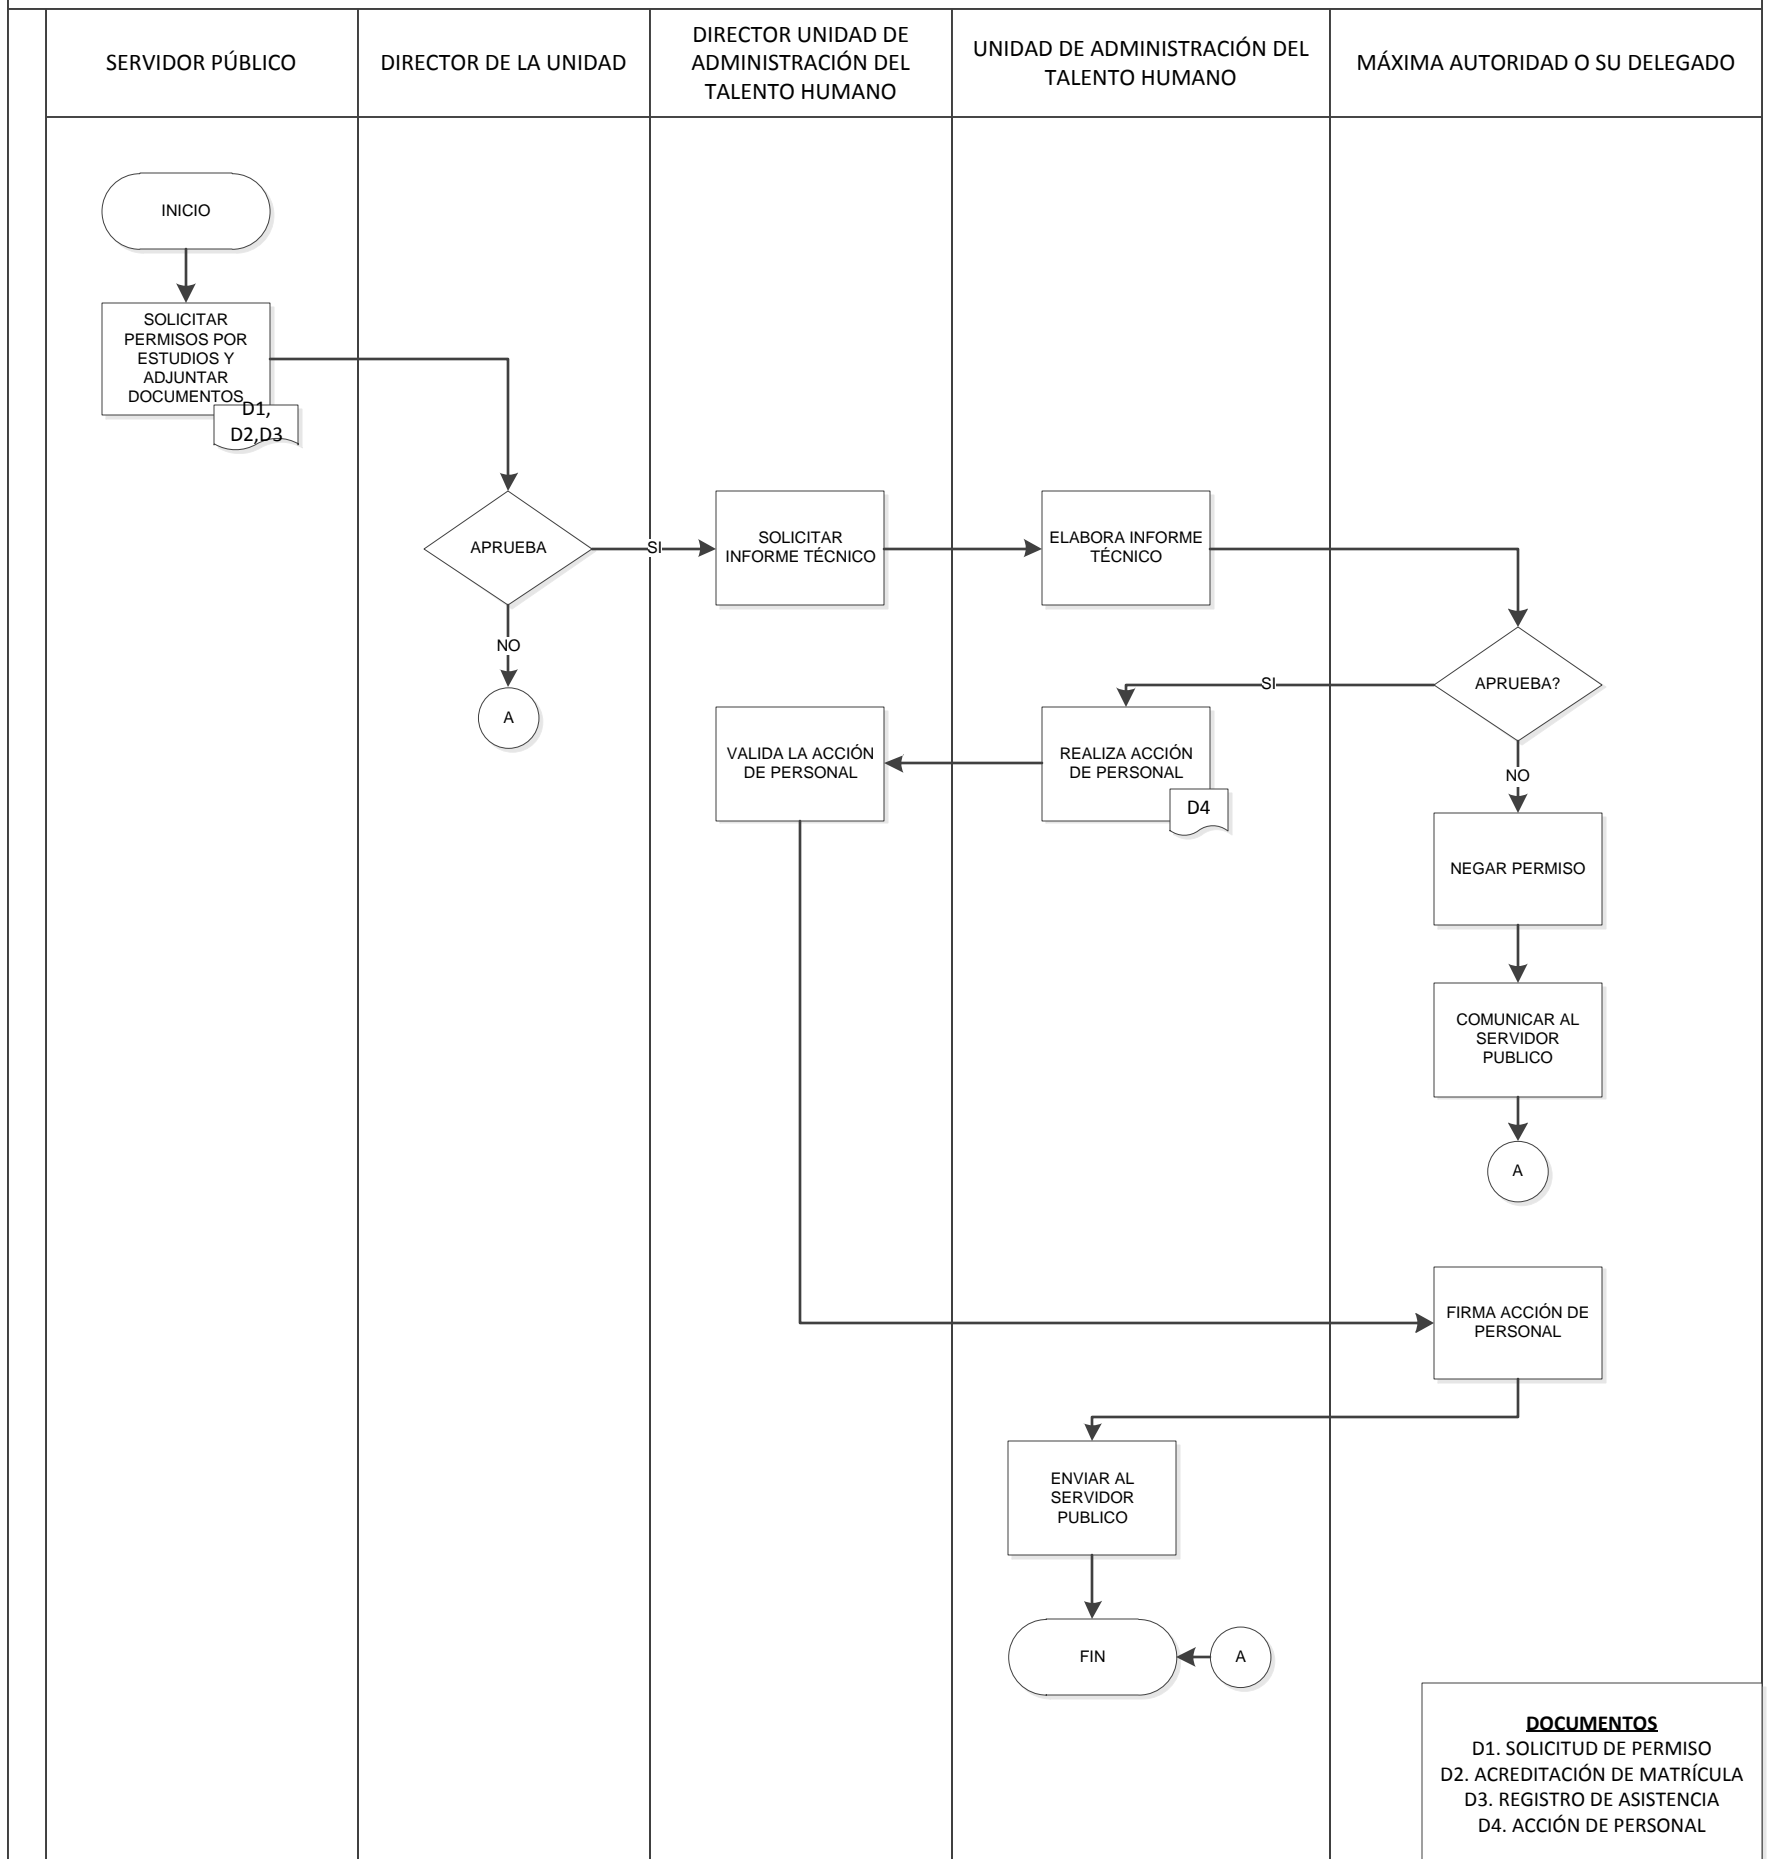 SERVIDOR PÚBLICO
DIRECTOR DE LA UNIDAD
DIRECTOR UNIDAD DE
ADMINISTRACIÓN DEL
TALENTO HUMANO
UNIDAD DE ADMINISTRACIÓN DEL
TALENTO HUMANO
MÁXIMA AUTORIDAD O SU DELEGADO
INICIO
SOLICITAR
PERMISOS POR
ESTUDIOS Y
ADJUNTAR
DOCUMENTOS
D1,
D2,D3
APRUEBA
SI
SOLICITAR
INFORME TÉCNICO
ELABORA INFORME
TÉCNICO
NO
A
APRUEBA?
SI
VALIDA LA ACCIÓN
DE PERSONAL
REALIZA ACCIÓN
DE PERSONAL
D4
NO
NEGAR PERMISO
COMUNICAR AL
SERVIDOR
PUBLICO
A
FIRMA ACCIÓN DE
PERSONAL
ENVIAR AL
SERVIDOR
PUBLICO
FIN
A
DOCUMENTOS
D1. SOLICITUD DE PERMISO
D2. ACREDITACIÓN DE MATRÍCULA
D3. REGISTRO DE ASISTENCIA
D4. ACCIÓN DE PERSONAL